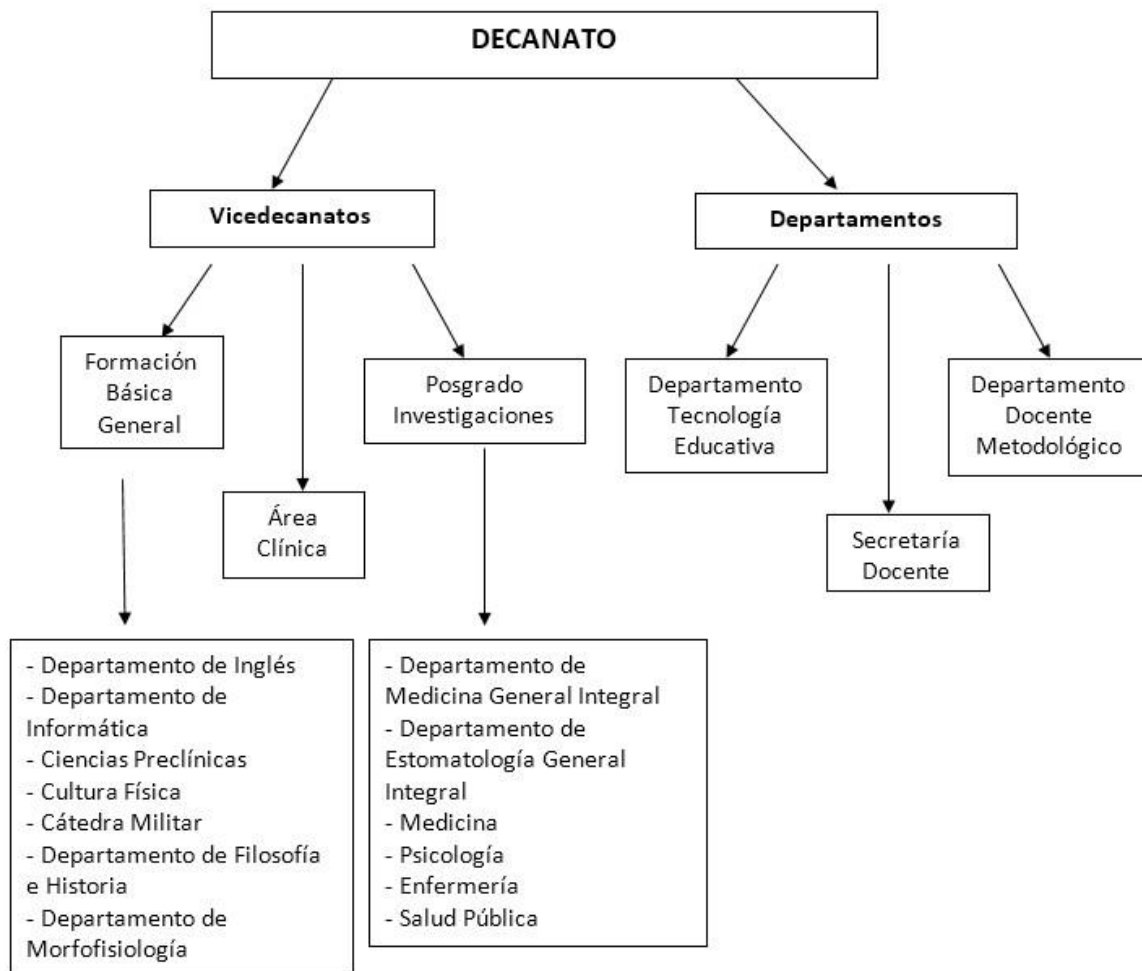 DECANATO
Vicedecanatos
Departamentos
Formación
Básica
General
Posgrado
Investigaciones
Departamento
Tecnología
Educativa
Departamento
Docente
Metodológico
Área
Clínica
Secretaría
Docente
- Departamento de Inglés
- Departamento de
Informática
- Ciencias Preclínicas
- Cultura Física
- Cátedra Militar
- Departamento de Filosofía
e Historia
- Departamento de
Morfofisiología
- Departamento de
Medicina General Integral
- Departamento de
Estomatología General
Integral
- Medicina
- Psicología
- Enfermería
- Salud Pública